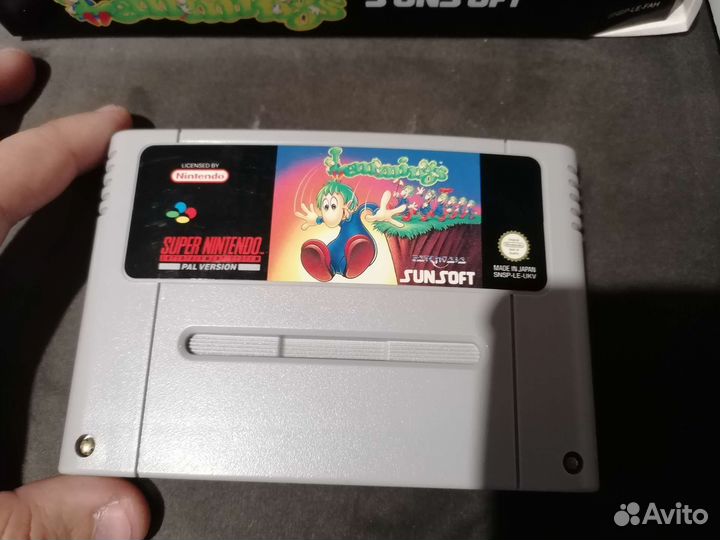 Lemmings
SUNSOFT
SNSP-LE-FAH
LICENSED BY
Nintendo
SUPER NINTENDO
ENTERTAINMENT SYSTEM
PAL VERSION
Lemmings
PSYGNOSIS
SUNSOFT
MADE IN JAPAN
SNSP-LE-UKV
Avito